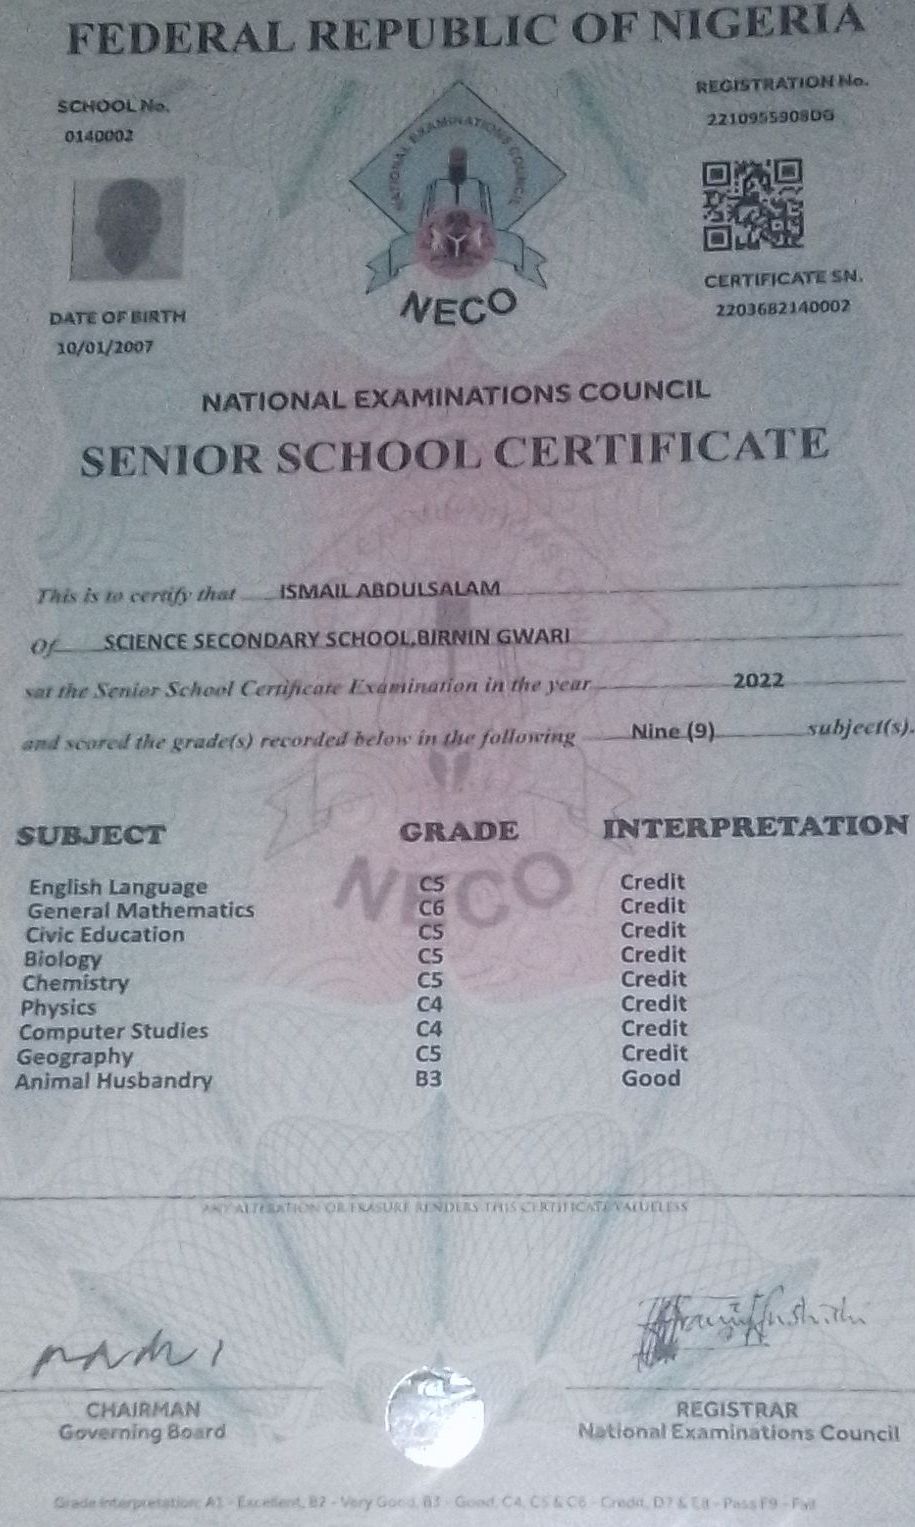 FEDERAL REPUBLIC OF NIGERIA
SCHOOL No.
0140002
REGISTRATION No.
2210955908DG
NATIONAL EXAMINATIONS COUNCIL
NECO
CERTIFICATE SN.
2203682140002
DATE OF BIRTH
10/01/2007
NATIONAL EXAMINATIONS COUNCIL
SENIOR SCHOOL CERTIFICATE
This is to certify that ISMAIL ABDULSALAM
Of SCIENCE SECONDARY SCHOOL,BIRNIN GWARI
sat the Senior School Certificate Examination in the year 2022
and scored the grade(s) recorded below in the following Nine (9) subject(s).
SUBJECT GRADE INTERPRETATION
English Language C5 Credit
General Mathematics C6 Credit
Civic Education C5 Credit
Biology C5 Credit
Chemistry C5 Credit
Physics C4 Credit
Computer Studies C4 Credit
Geography C5 Credit
Animal Husbandry B3 Good
NECO
ANY ALTERATION OR ERASURE RENDERS THIS CERTIFICATE VALUELESS
CHAIRMAN
Governing Board
REGISTRAR
National Examinations Council
Grade Interpretation: A1 - Excellent, B2 - Very Good, B3 - Good, C4, C5 & C6 - Credit, D7 & E8 - Pass F9 - Fail